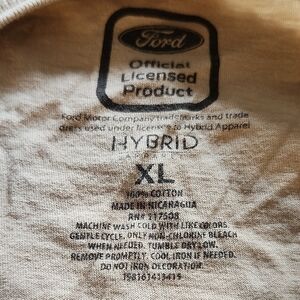 Ford
Official
Licensed
Product
Ford Motor Company trademarks and trade
dress used under license to Hybrid Apparel
HYBRID
APPAREL
XL
100% COTTON
MADE IN NICARAGUA
RN# 117508
MACHINE WASH COLD WITH LIKE COLORS.
GENTLE CYCLE. ONLY NON-CHLORINE BLEACH
WHEN NEEDED. TUMBLE DRY LOW.
REMOVE PROMPTLY. COOL IRON IF NEEDED.
DO NOT IRON DECORATION.